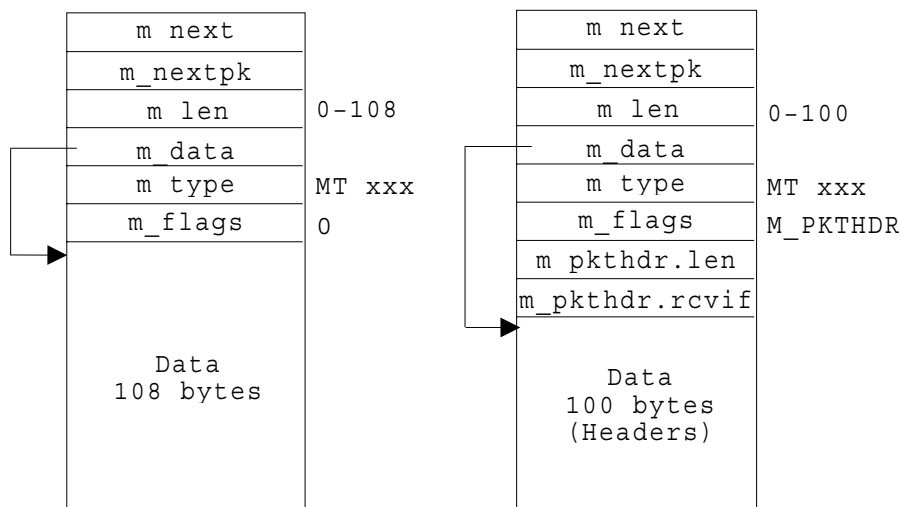 m next
m_nextpk
m len
0-108
m_data
m type
MT xxx
m_flags
0
Data
108 bytes
m next
m_nextpk
m len
0-100
m_data
m type
MT xxx
m_flags
M_PKTHDR
m pkthdr.len
m_pkthdr.rcvif
Data
100 bytes
(Headers)